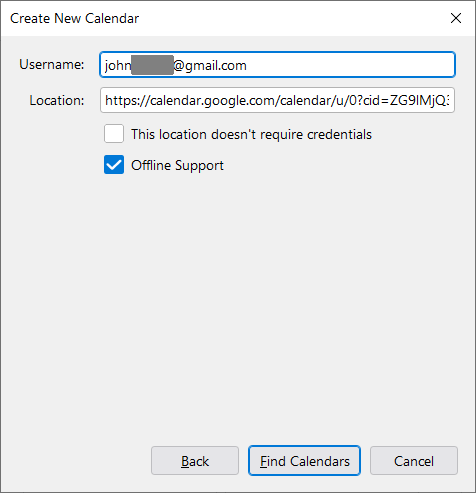 Create New Calendar
Username: john @gmail.com
Location: https://calendar.google.com/calendar/u/0?cid=ZG9lMjQ
This location doesn't require credentials
Offline Support
Back Find Calendars Cancel